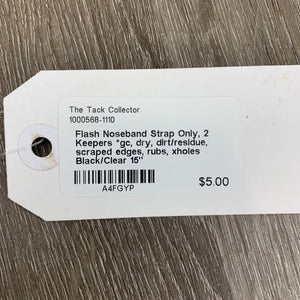 The Tack Collector
1000568-1110
Flash Noseband Strap Only, 2
Keepers *gc, dry, dirt/residue,
scraped edges, rubs, xholes
Black/Clear 15"
A4FGYP
$5.00